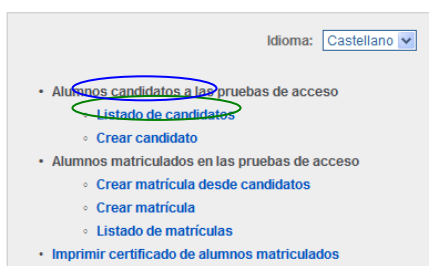 Idioma: Castellano
Alumnos candidatos a las pruebas de acceso
Listado de candidatos
Crear candidato
Alumnos matriculados en las pruebas de acceso
Crear matrícula desde candidatos
Crear matrícula
Listado de matrículas
Imprimir certificado de alumnos matriculados